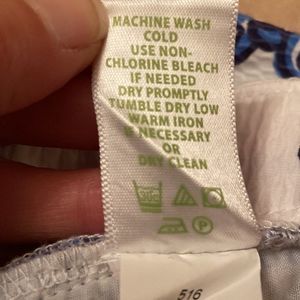 MACHINE WASH
COLD
USE NON-
CHLORINE BLEACH
IF NEEDED
DRY PROMPTLY
TUMBLE DRY LOW
WARM IRON
IF NECESSARY
OR
DRY CLEAN
30C
P
516